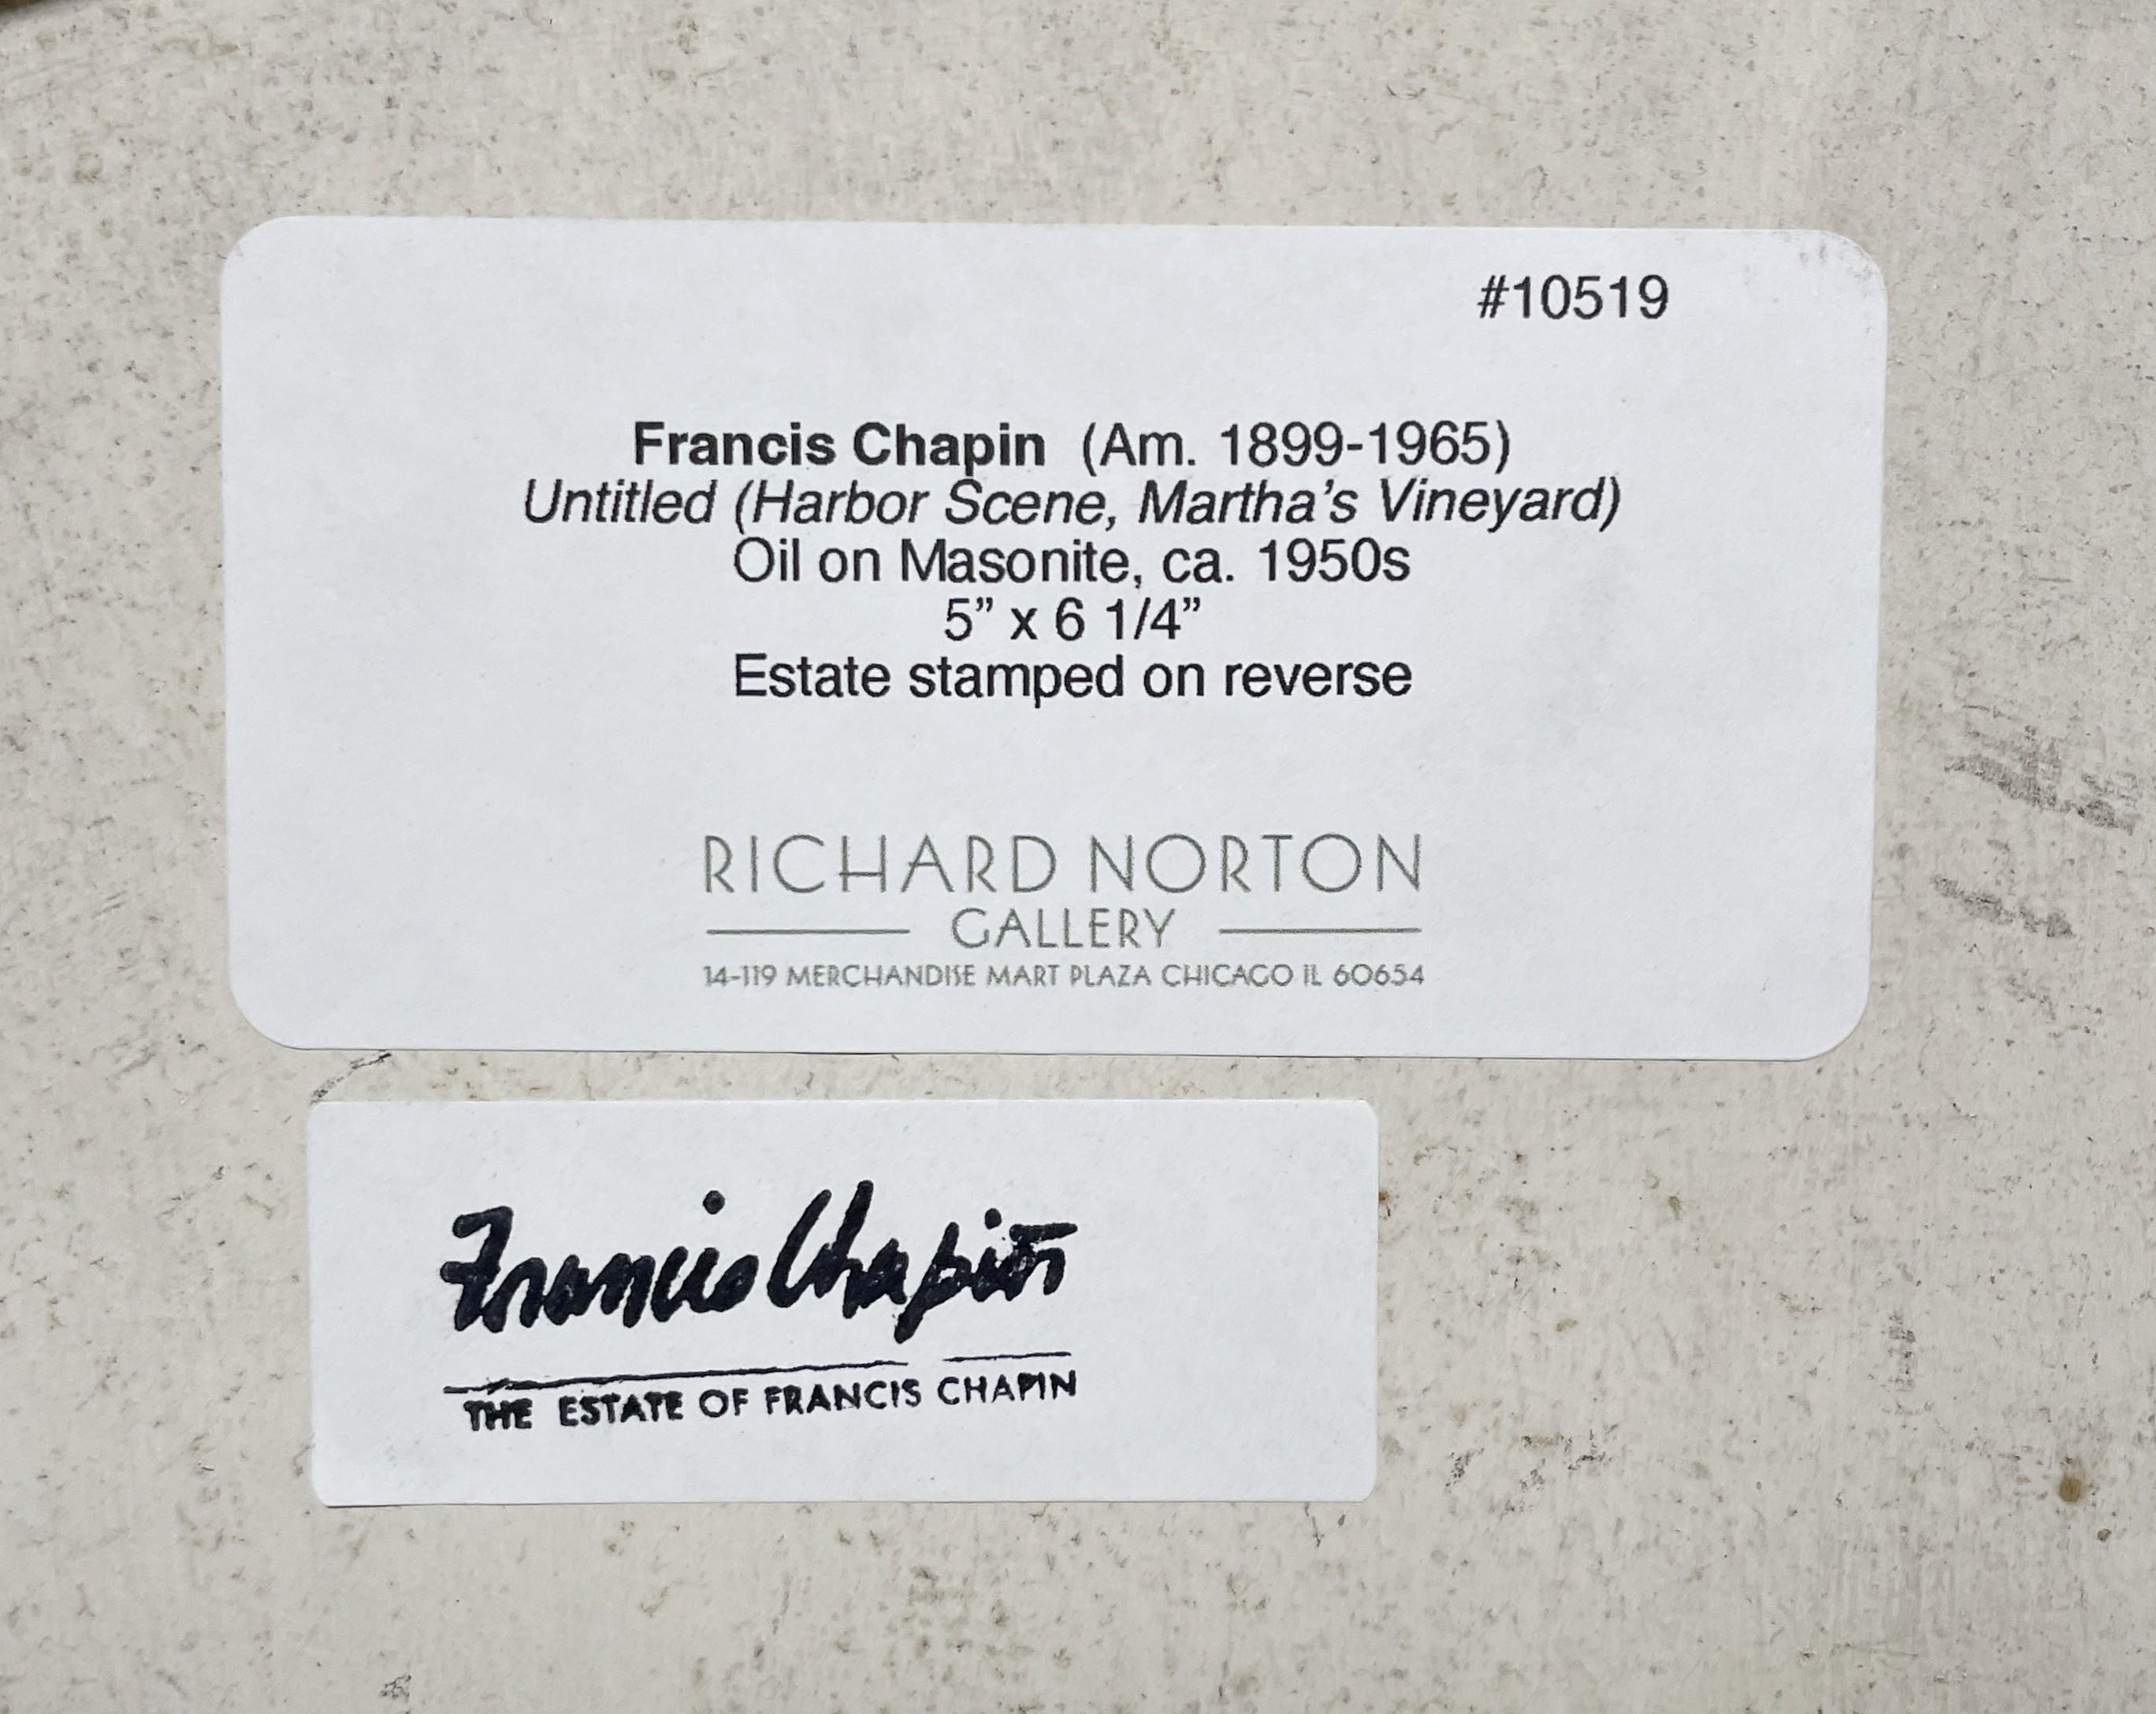 #10519
Francis Chapin (Am. 1899-1965)
Untitled (Harbor Scene, Martha’s Vineyard)
Oil on Masonite, ca. 1950s
5” x 6 1/4”
Estate stamped on reverse
RICHARD NORTON
GALLERY
14-119 MERCHANDISE MART PLAZA CHICAGO IL 60654
Francis Chapin
THE ESTATE OF FRANCIS CHAPIN